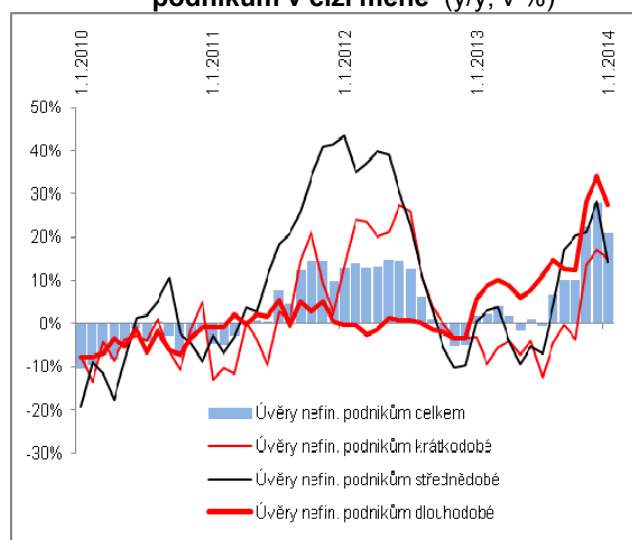 podnikům v cizí měně (y/y, v %)
1.1.2010
1.1.2011
1.1.2012
1.1.2013
1.1.2014
50%
40%
30%
20%
10%
0%
-10%
-20%
-30%
Úvěry nefin. podnikům celkem
Úvěry nefin. podnikům krátkodobé
Úvěry nefin. podnikům střednědobé
Úvěry nefin. podnikům dlouhodobé